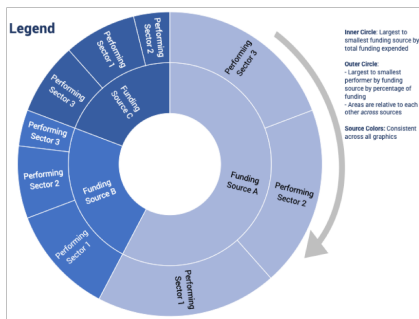 Legend
Performing
Sector 3
Performing
Sector 2
Performing
Sector 1
Funding
Source A
Performing
Sector 1
Performing
Sector 2
Performing
Sector 3
Funding
Source B
Performing
Sector 3
Performing
Sector 1
Performing
Sector 2
Funding
Source C
Inner Circle: Largest to
smallest funding source by
total funding expended
Outer Circle:
- Largest to smallest
performer by funding
source by percentage of
funding
- Areas are relative to each
other across sources
Source Colors: Consistent
across all graphics